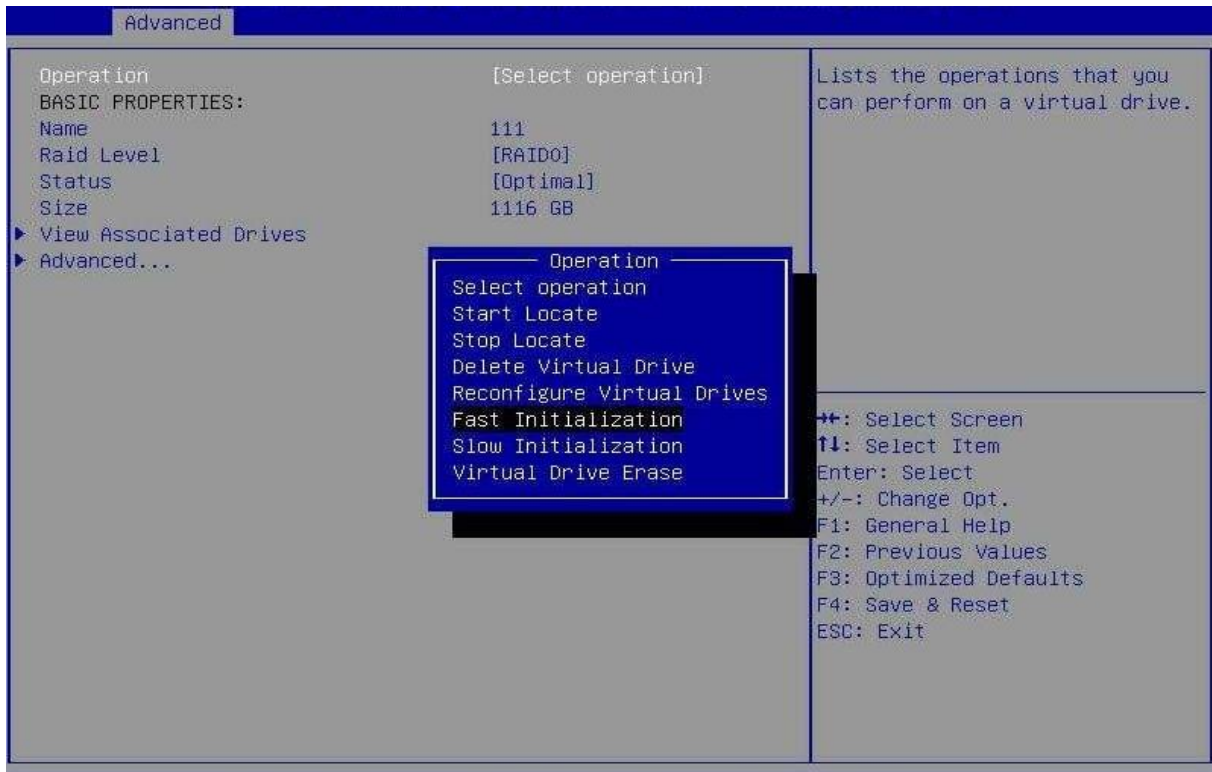 Advanced
Operation [Select operation]
BASIC PROPERTIES:
Name 111
Raid Level [RAID0]
Status [Optimal]
Size 1116 GB
View Associated Drives
Advanced...
Operation
Select operation
Start Locate
Stop Locate
Delete Virtual Drive
Reconfigure Virtual Drives
Fast Initialization
Slow Initialization
Virtual Drive Erase
Lists the operations that you
can perform on a virtual drive.
→←: Select Screen
↑↓: Select Item
Enter: Select
+/-: Change Opt.
F1: General Help
F2: Previous Values
F3: Optimized Defaults
F4: Save & Reset
ESC: Exit